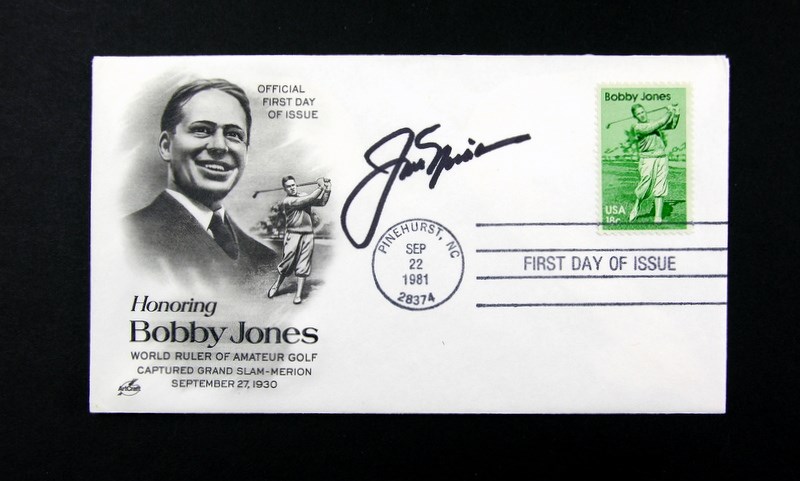 OFFICIAL
FIRST DAY
OF ISSUE
Bobby Jones
USA
18c
PINEHURST, NC
SEP
22
1981
28374
FIRST DAY OF ISSUE
Honoring
Bobby Jones
WORLD RULER OF AMATEUR GOLF
CAPTURED GRAND SLAM-MERION
SEPTEMBER 27, 1930
ArtCraft